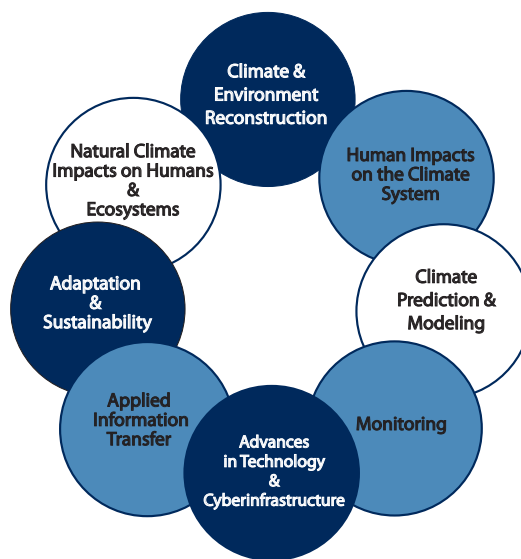 Climate &
Environment
Reconstruction
Human Impacts
on the Climate
System
Climate
Prediction &
Modeling
Monitoring
Advances
in Technology
&
Cyberinfrastructure
Applied
Information
Transfer
Adaptation
&
Sustainability
Natural Climate
Impacts on Humans
&
Ecosystems